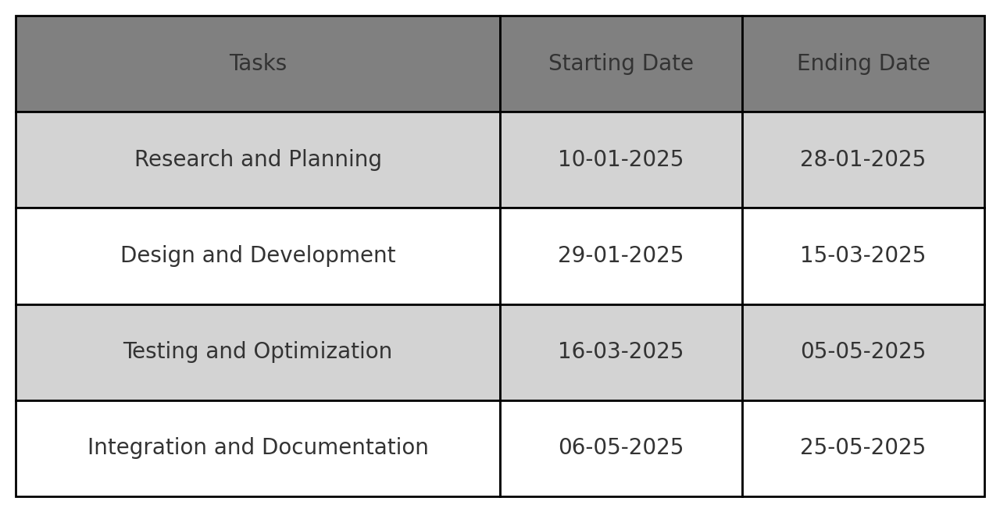 Tasks Starting Date Ending Date
Research and Planning 10-01-2025 28-01-2025
Design and Development 29-01-2025 15-03-2025
Testing and Optimization 16-03-2025 05-05-2025
Integration and Documentation 06-05-2025 25-05-2025